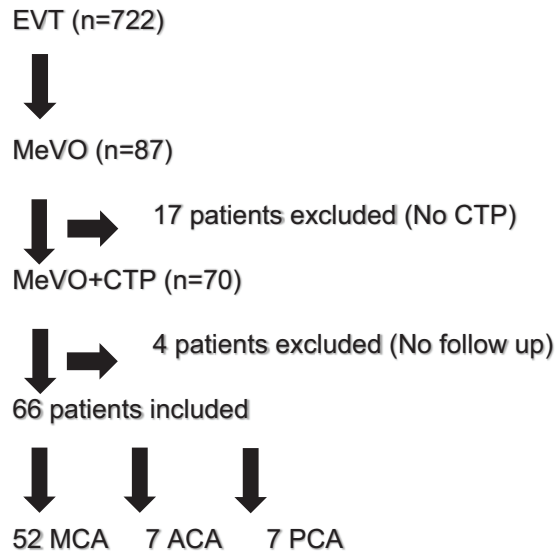 EVT (n=722)
MeVO (n=87)
17 patients excluded (No CTP)
MeVO+CTP (n=70)
4 patients excluded (No follow up)
66 patients included
52 MCA 7 ACA 7 PCA